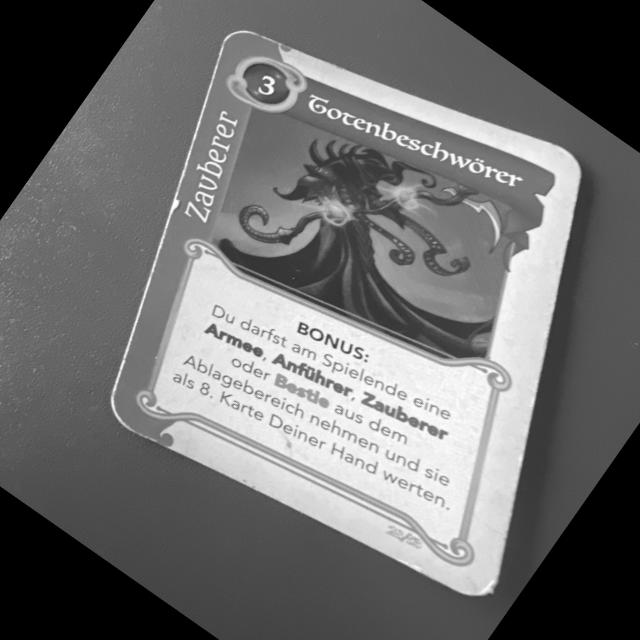 3
Totenbeschwörer
Zauberer
BONUS:
Du darfst am Spielende eine
Armee, Anführer, Zauberer
oder Bestie aus dem
Ablagebereich nehmen und sie
als 8. Karte Deiner Hand werten.